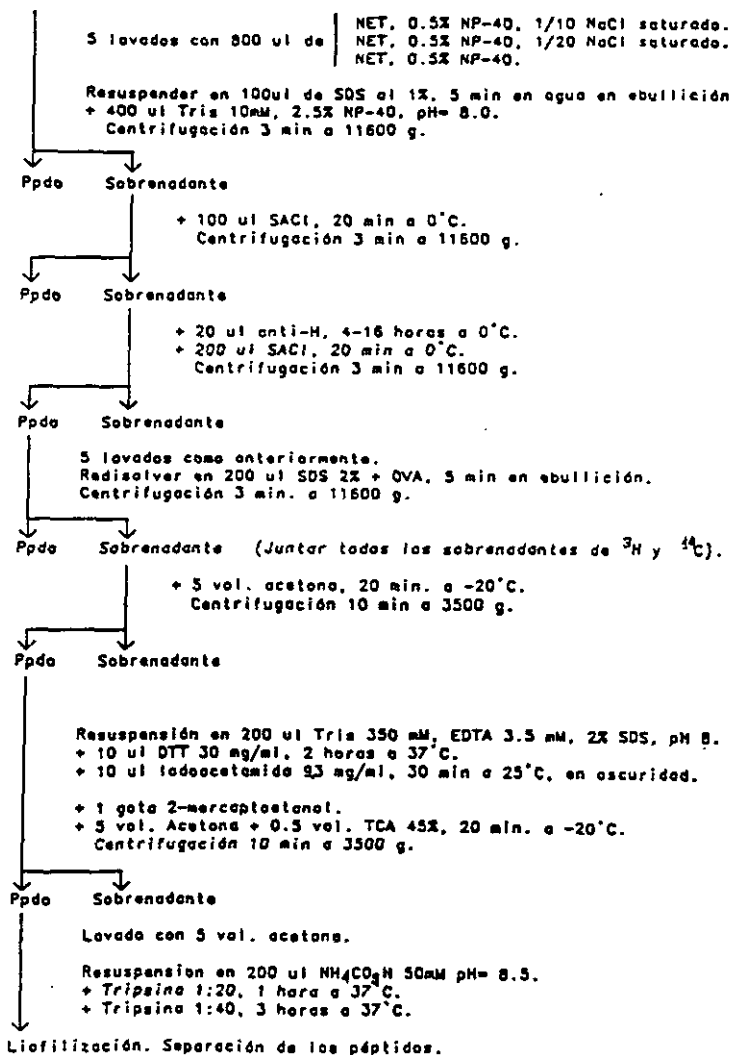 NET, 0.5% NP-40, 1/10 NaCl saturado.
5 lavados con 800 ul de NET, 0.5% NP-40, 1/20 NaCl saturado.
NET, 0.5% NP-40.
Resuspender en 100ul de SDS al 1%, 5 min en agua en ebullición
+ 400 ul Tris 10mM, 2.5% NP-40, pH= 8.0.
Centrifugación 3 min a 11600 g.
Ppdo Sobrenadante
+ 100 ul SACI, 20 min a 0°C.
Centrifugación 3 min a 11600 g.
Ppdo Sobrenadante
+ 20 ul anti-H, 4-16 horas a 0°C.
+ 200 ul SACI, 20 min a 0°C.
Centrifugación 3 min a 11600 g.
Ppdo Sobrenadante
5 lavados como anteriormente.
Redisolver en 200 ul SDS 2% + OVA, 5 min en ebullición.
Centrifugación 3 min. a 11600 g.
Ppdo Sobrenadante (Juntar todos los sobrenadantes de ³H y ¹⁴C).
+ 5 vol. acetona, 20 min. a -20°C.
Centrifugación 10 min a 3500 g.
Ppdo Sobrenadante
Resuspensión en 200 ul Tris 350 mM, EDTA 3.5 mM, 2% SDS, pH 8.
+ 10 ul DTT 30 mg/ml, 2 horas a 37°C.
+ 10 ul Iodoacetamida 93 mg/ml, 30 min a 25°C, en oscuridad.
+ 1 gota 2-mercaptoetanol.
+ 5 vol. Acetona + 0.5 vol. TCA 45%, 20 min. a -20°C.
Centrifugación 10 min a 3500 g.
Ppdo Sobrenadante
Lavado con 5 vol. acetona.
Resuspension en 200 ul NH₄CO₃H 50mM pH= 8.5.
+ Tripsina 1:20, 1 hora a 37°C.
+ Tripsina 1:40, 3 horas a 37°C.
Liofilización. Separación de los péptidos.